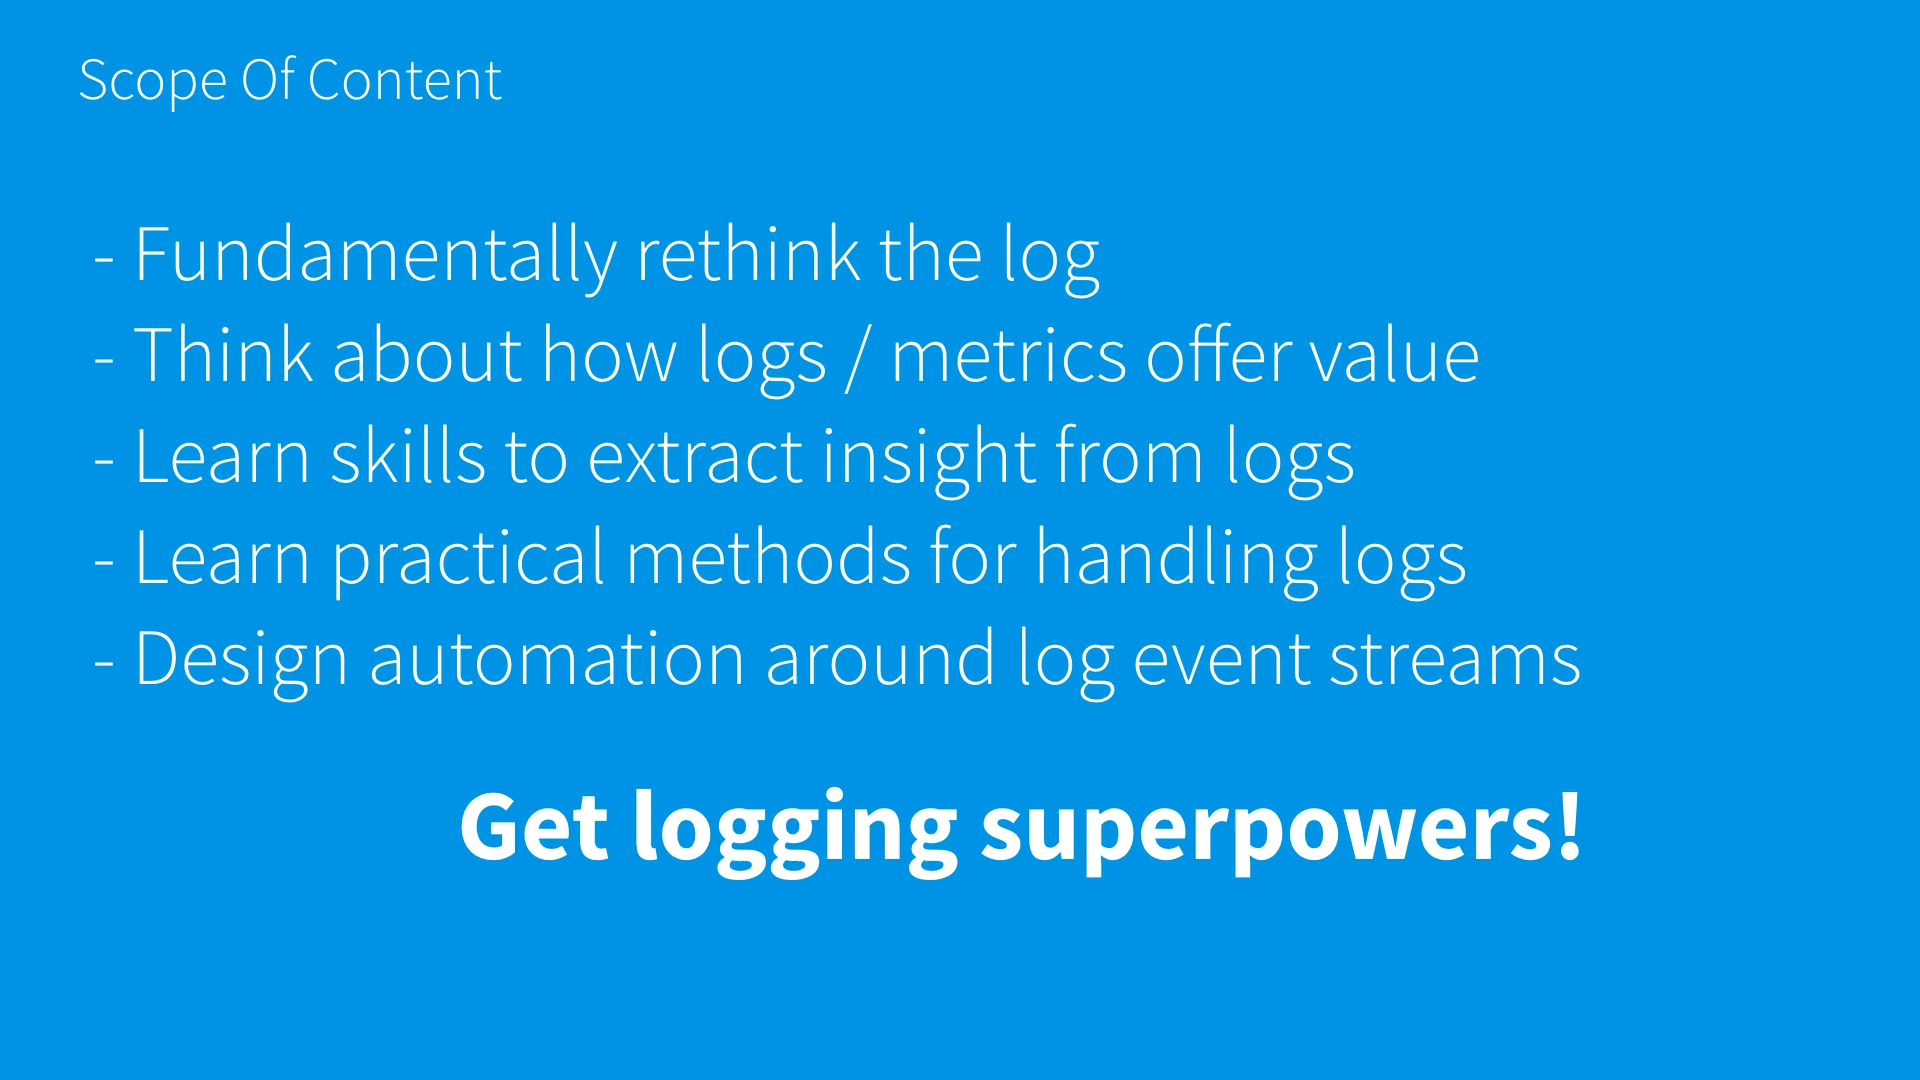 Scope Of Content
- Fundamentally rethink the log
- Think about how logs / metrics offer value
- Learn skills to extract insight from logs
- Learn practical methods for handling logs
- Design automation around log event streams
Get logging superpowers!